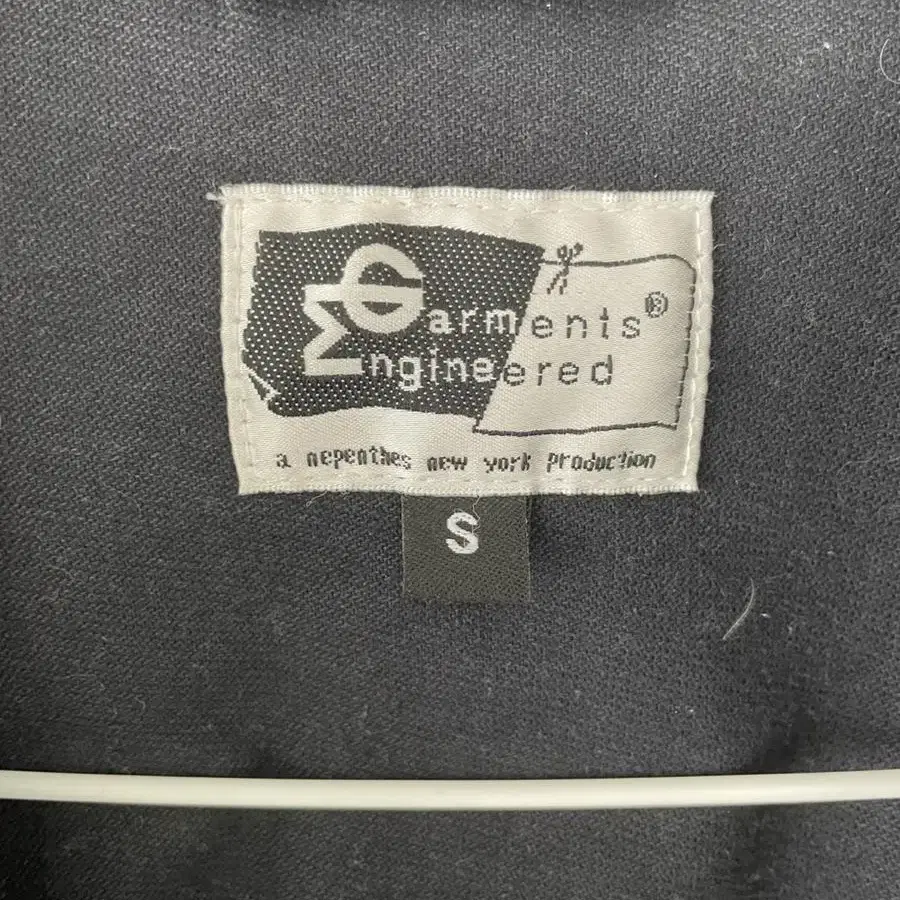 Garments®
Engineered
a nepenthes new york production
S